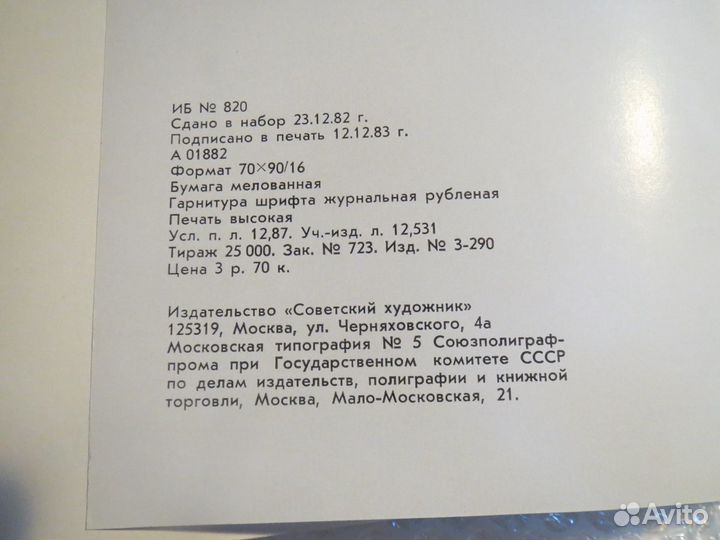 ИБ № 820
Сдано в набор 23.12.82 г.
Подписано в печать 12.12.83 г.
А 01882
Формат 70×90/16
Бумага мелованная
Гарнитура шрифта журнальная рубленая
Печать высокая
Усл. п. л. 12,87. Уч.-изд. л. 12,531
Тираж 25 000. Зак. № 723. Изд. № 3-290
Цена 3 р. 70 к.
Издательство «Советский художник»
125319, Москва, ул. Черняховского, 4а
Московская типография № 5 Союзполиграф-
прома при Государственном комитете СССР
по делам издательств, полиграфии и книжной
торговли, Москва, Мало-Московская, 21.
Avito